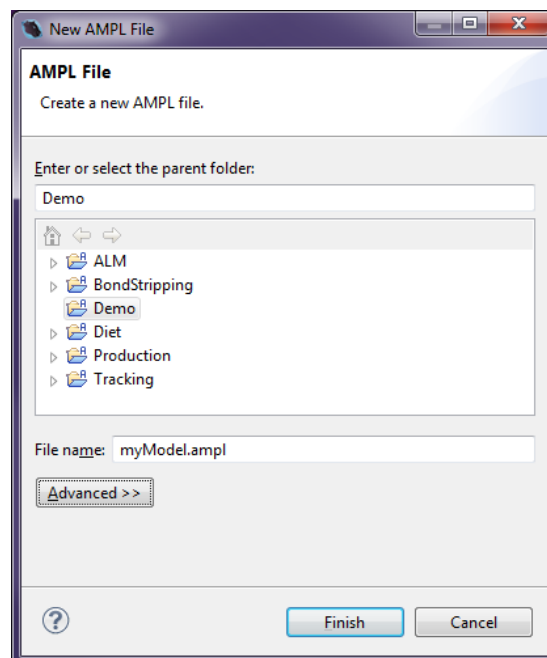 New AMPL File
AMPL File
Create a new AMPL file.
Enter or select the parent folder:
Demo
ALM
BondStripping
Demo
Diet
Production
Tracking
File name: myModel.ampl
Advanced >>
Finish Cancel